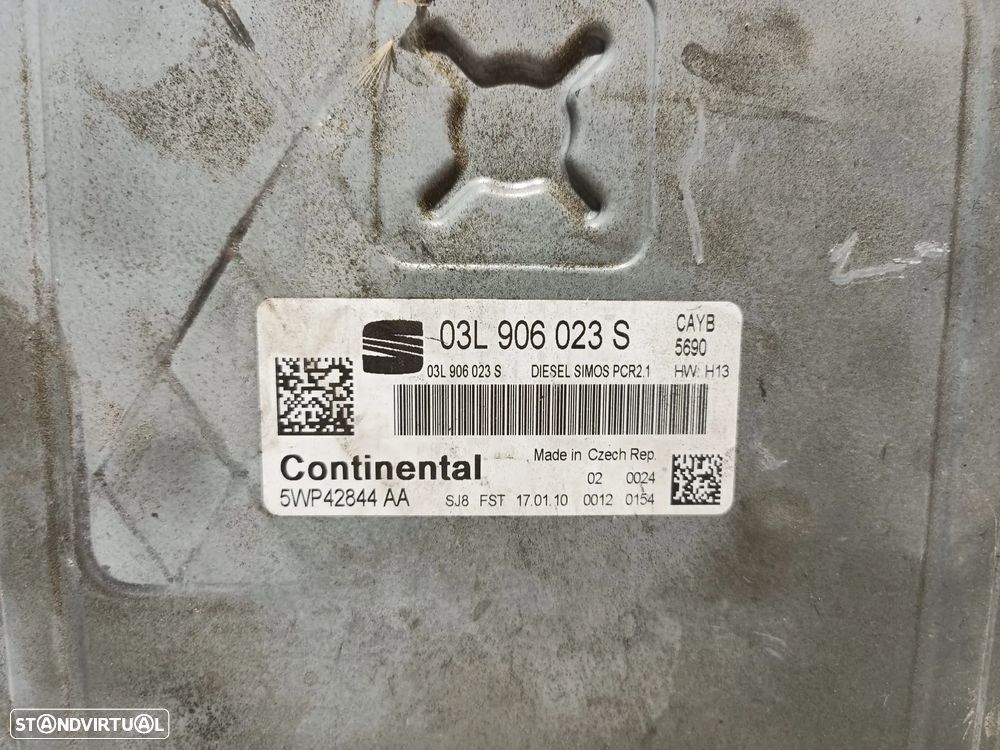 03L 906 023 S
CAYB
5690
03L 906 023 S DIESEL SIMOS PCR2.1 HW: H13
Continental
Made in Czech Rep.
02 0024
5WP42844 AA SJ8 FST 17.01.10 0012 0154
STANDVIRTUAL